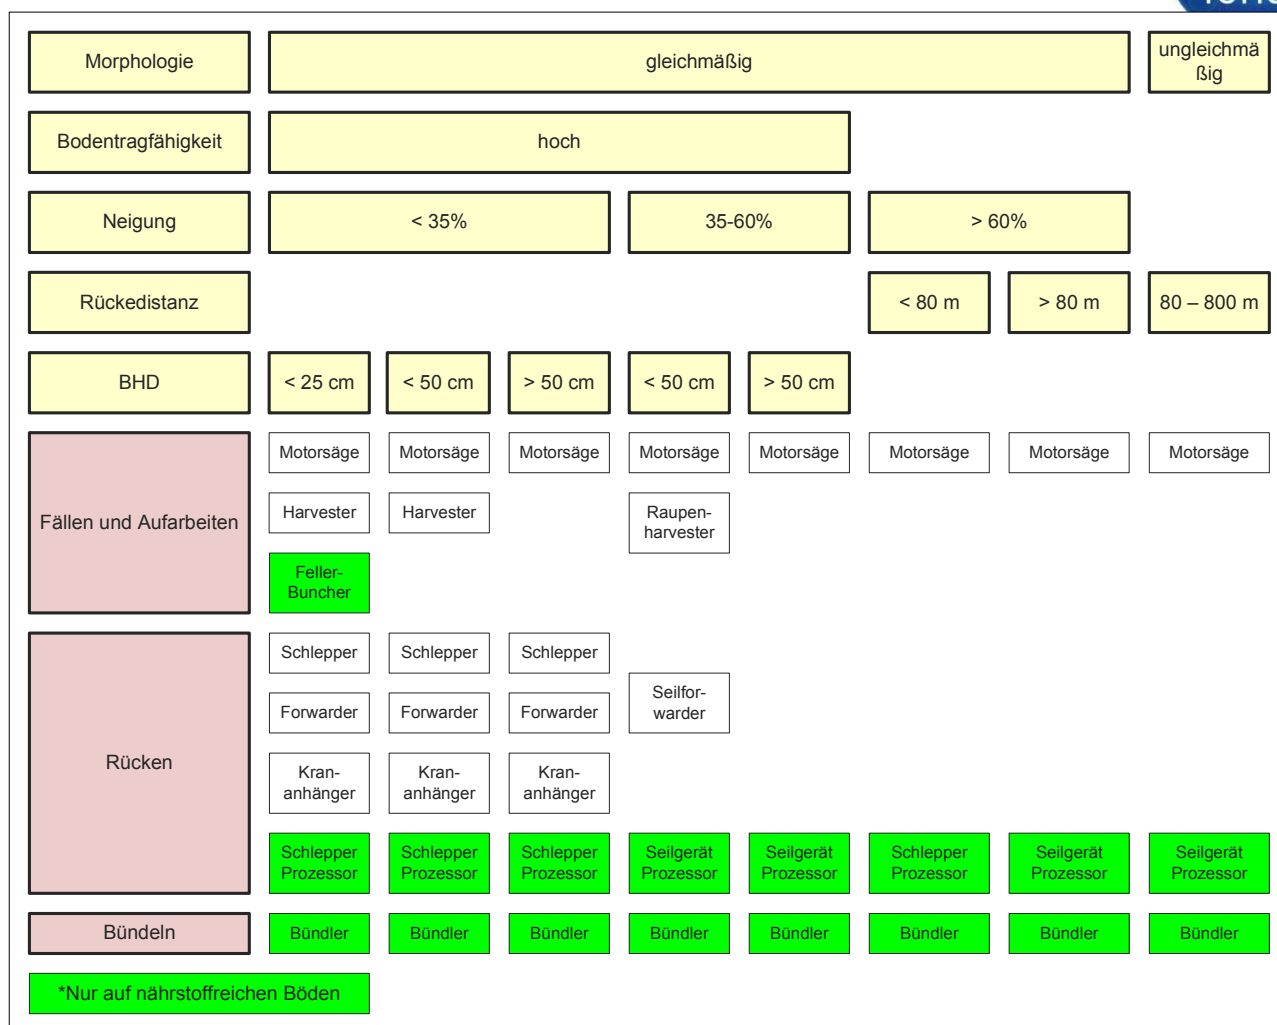 Morphologie
gleichmäßig
ungleichmä
ßig
Bodentragfähigkeit
hoch
Neigung
< 35%
35-60%
> 60%
Rückedistanz
< 80 m
> 80 m
80 – 800 m
BHD
< 25 cm
< 50 cm
> 50 cm
< 50 cm
> 50 cm
Fällen und Aufarbeiten
Motorsäge
Motorsäge
Motorsäge
Motorsäge
Motorsäge
Motorsäge
Motorsäge
Motorsäge
Harvester
Harvester
Raupen-
harvester
Feller-
Buncher
Rücken
Schlepper
Schlepper
Schlepper
Seilfor-
warder
Forwarder
Forwarder
Forwarder
Kran-
anhänger
Kran-
anhänger
Kran-
anhänger
Schlepper
Prozessor
Schlepper
Prozessor
Schlepper
Prozessor
Seilgerät
Prozessor
Seilgerät
Prozessor
Schlepper
Prozessor
Seilgerät
Prozessor
Seilgerät
Prozessor
Bündeln
Bündler
Bündler
Bündler
Bündler
Bündler
Bündler
Bündler
Bündler
*Nur auf nährstoffreichen Böden